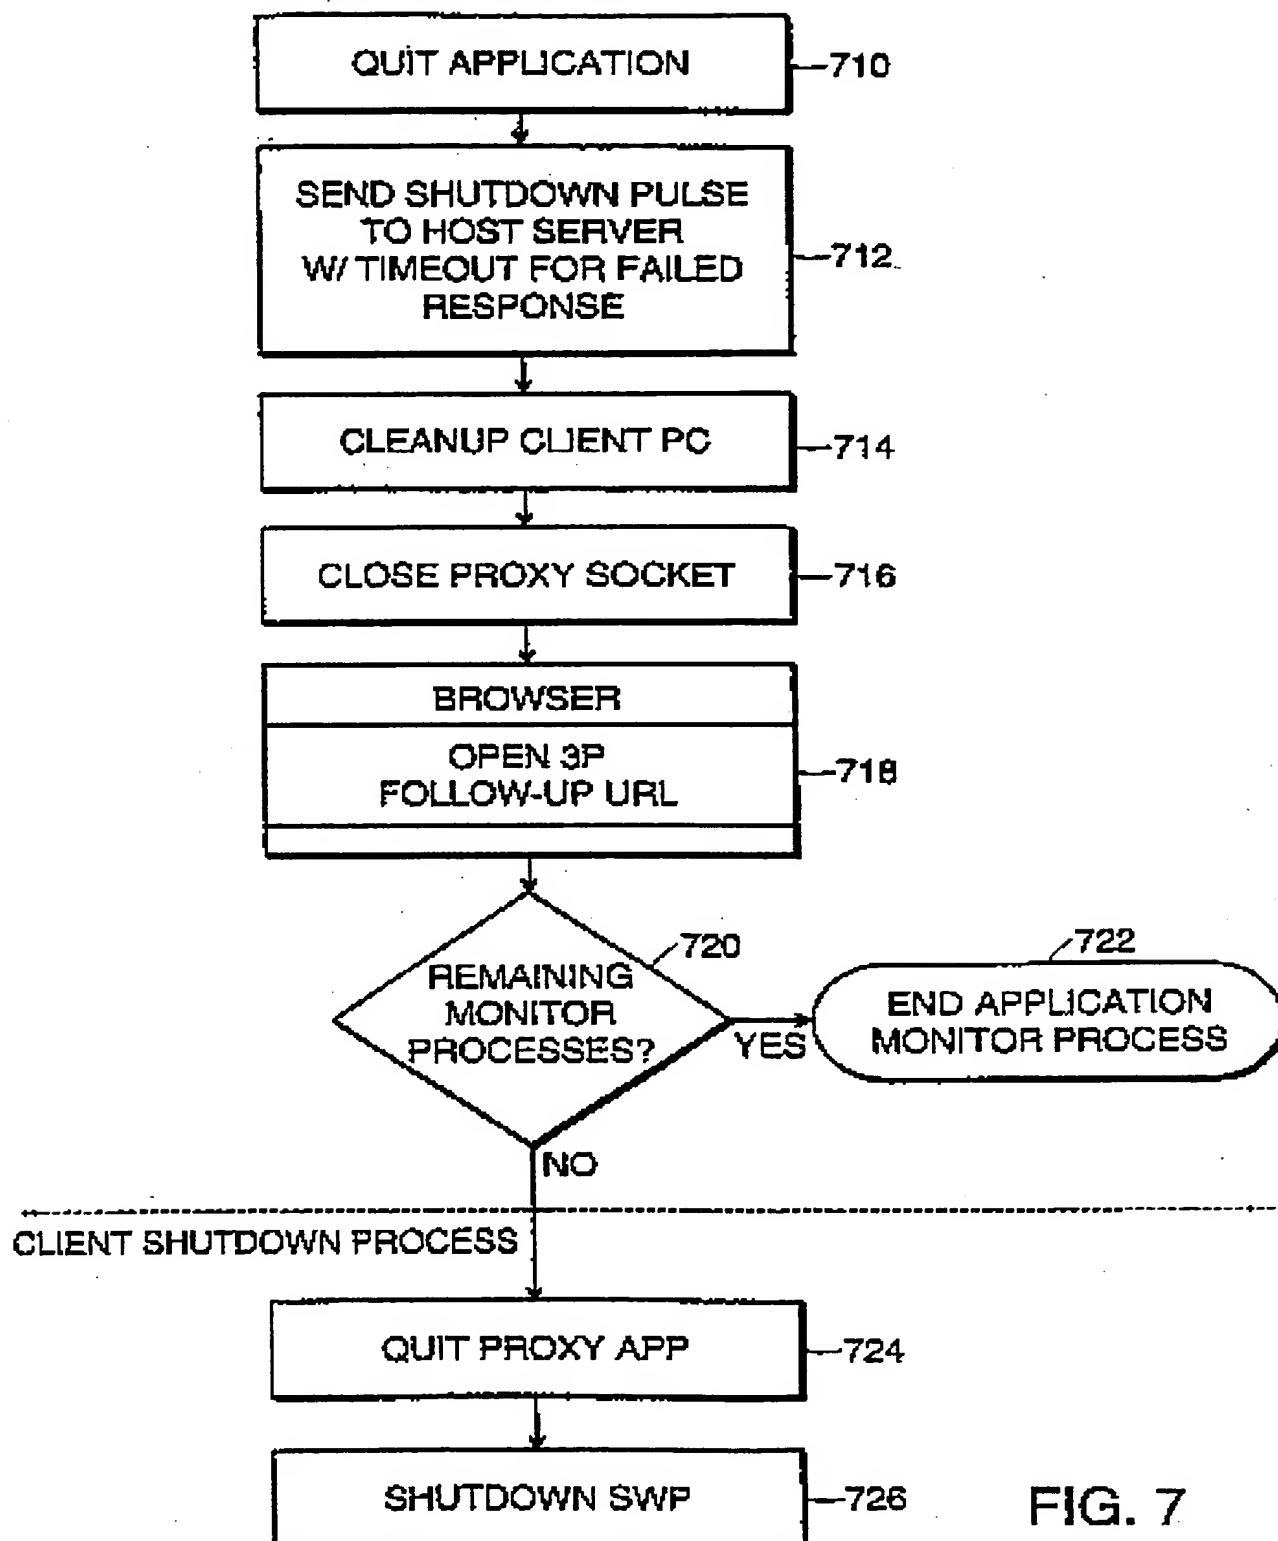 QUIT APPLICATION
710
SEND SHUTDOWN PULSE
TO HOST SERVER
W/ TIMEOUT FOR FAILED
RESPONSE
712
CLEANUP CLIENT PC
714
CLOSE PROXY SOCKET
716
BROWSER
OPEN 3P
FOLLOW-UP URL
718
720
REMAINING
MONITOR
PROCESSES?
YES
722
END APPLICATION
MONITOR PROCESS
NO
CLIENT SHUTDOWN PROCESS
QUIT PROXY APP
724
SHUTDOWN SWP
726
FIG. 7